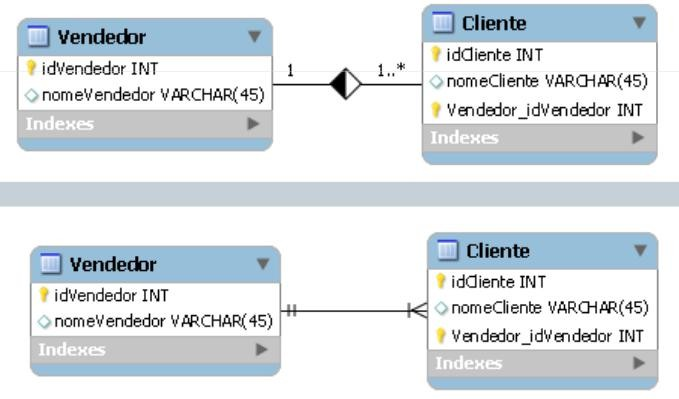 Vendedor
idVendedor INT
nomeVendedor VARCHAR(45)
Indexes
1
1..*
Cliente
idCliente INT
nomeCliente VARCHAR(45)
Vendedor_idVendedor INT
Indexes
Vendedor
idVendedor INT
nomeVendedor VARCHAR(45)
Indexes
Cliente
idCliente INT
nomeCliente VARCHAR(45)
Vendedor_idVendedor INT
Indexes